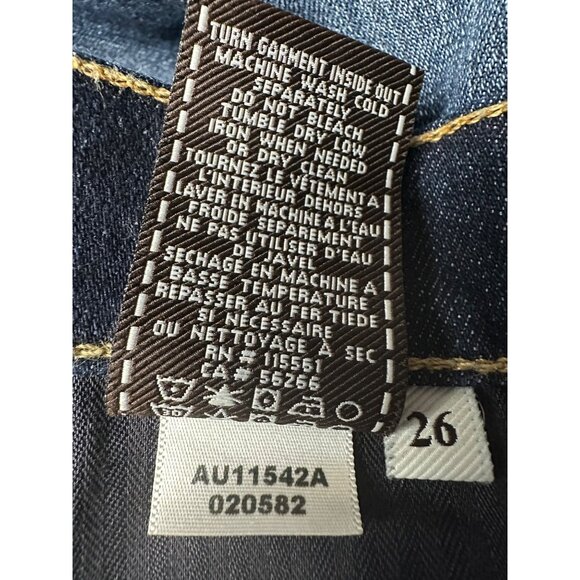 TURN GARMENT INSIDE OUT
MACHINE WASH COLD
SEPARATELY
DO NOT BLEACH
TUMBLE DRY LOW
IRON WHEN NEEDED
OR DRY CLEAN
TOURNEZ LE VÊTEMENT A
L'INTERIEUR DEHORS
LAVER EN MACHINE A L'EAU
FROIDE SEPAREMENT
NE PAS UTILISER D'EAU
DE JAVEL
SECHAGE EN MACHINE A
BASSE TEMPERATURE
REPASSER AU FER TIEDE
SI NÉCESSAIRE
OU NETTOYAGE À SEC
RN # 115561
CA # 56266
26
AU11542A
020582